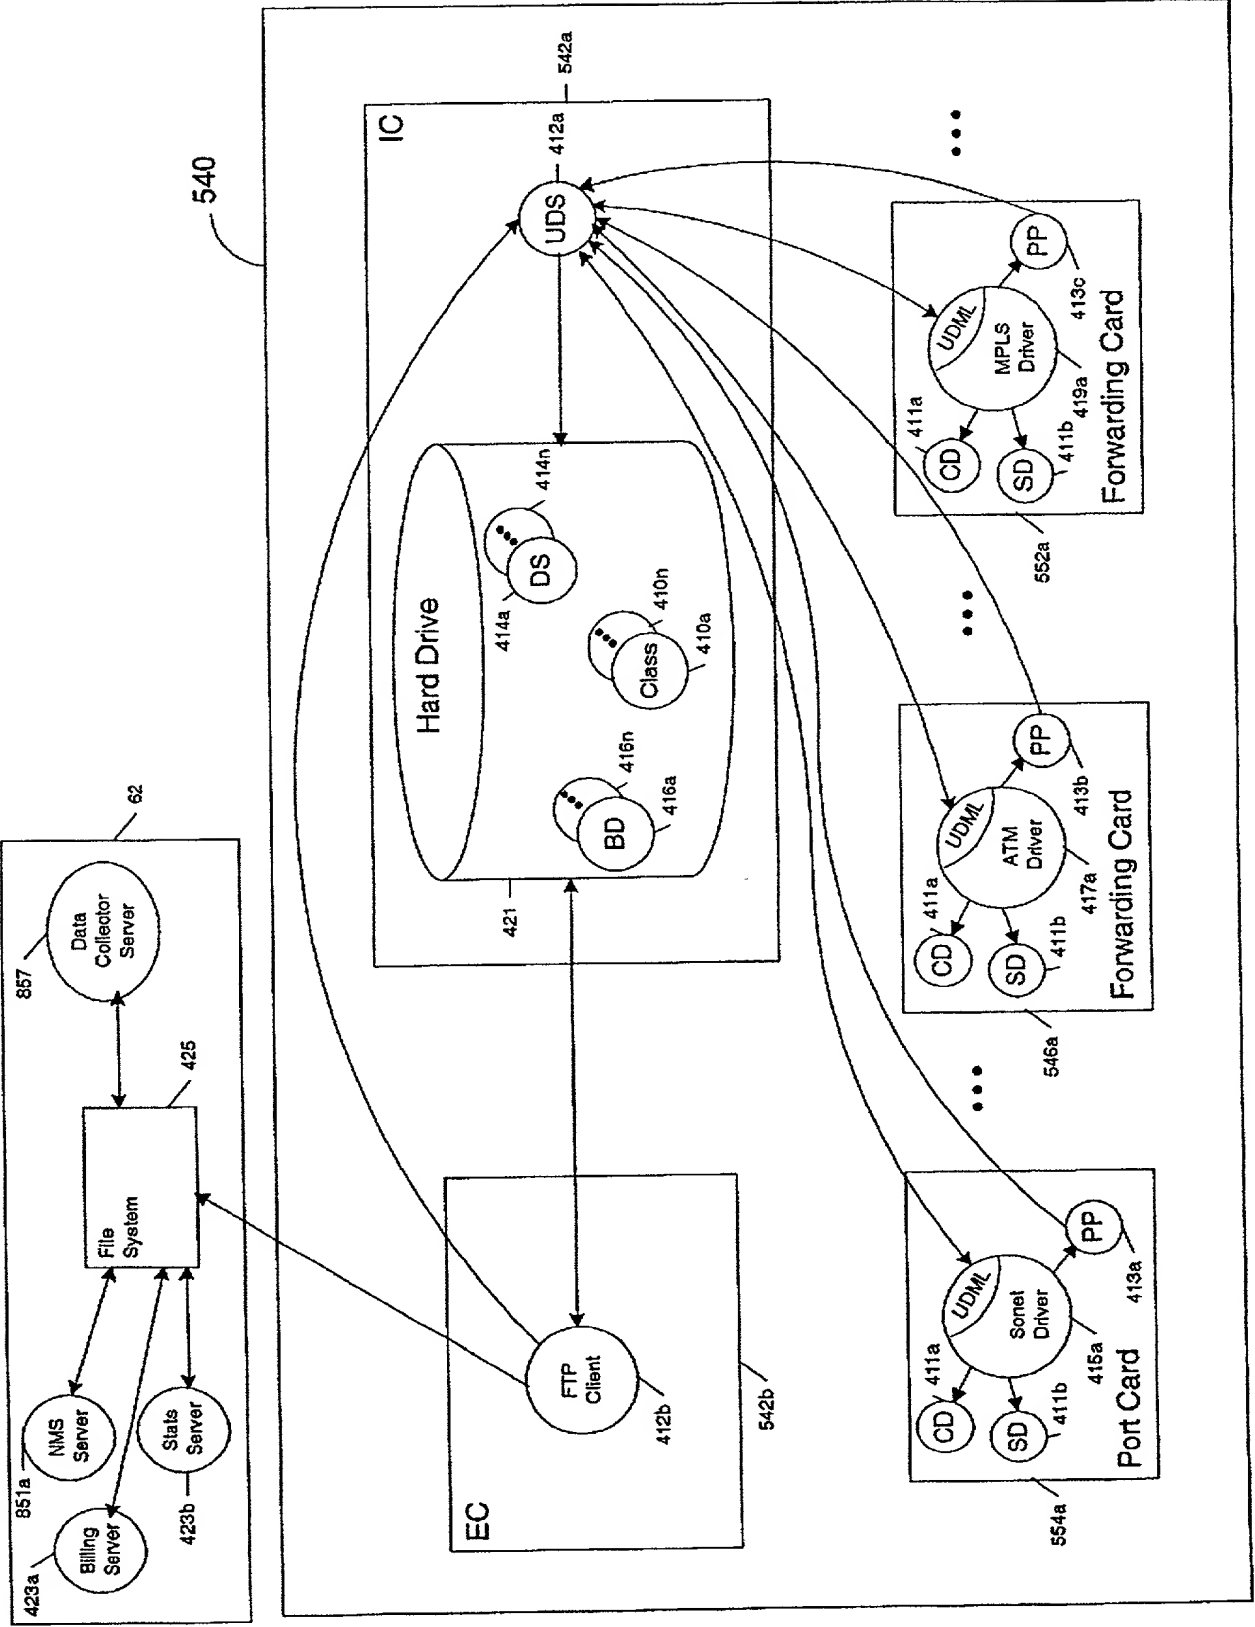 62
857
Data
Collector
Server
425
File
System
851a
NMS
Server
423a
Billing
Server
423b
Stats
Server
540
IC
542a
412a
UDS
Hard Drive
421
414n
414a
DS
410n
410a
Class
416n
416a
BD
EC
FTP
Client
412b
542b
554a
411a
CD
411b
SD
UDML
Sonet
Driver
415a
PP
413a
Port Card
546a
411a
CD
411b
SD
UDML
ATM
Driver
417a
PP
413b
Forwarding Card
552a
411a
CD
411b
SD
UDML
MPLS
Driver
419a
PP
413c
Forwarding Card